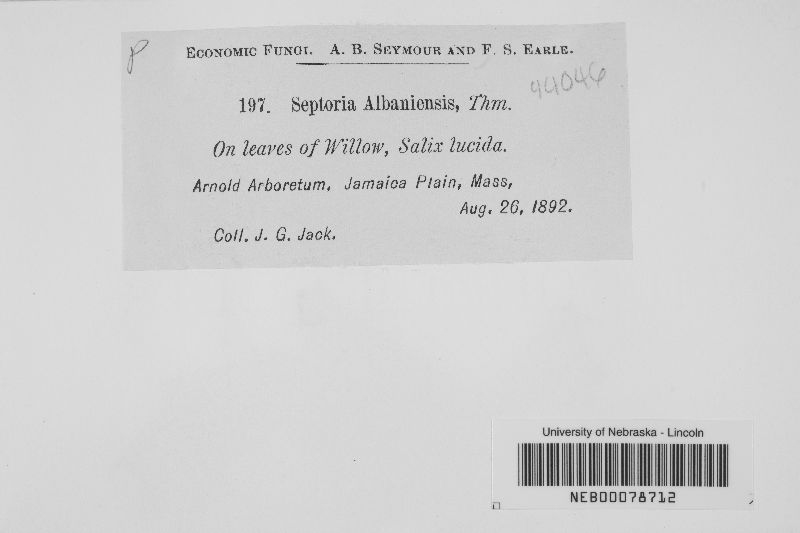 P
ECONOMIC FUNGI. A. B. SEYMOUR AND F. S. EARLE.
94046
197. Septoria Albaniensis, Thm.
On leaves of Willow, Salix lucida.
Arnold Arboretum, Jamaica Plain, Mass,
Aug. 26, 1892.
Coll. J. G. Jack.
University of Nebraska - Lincoln
NEB00078712